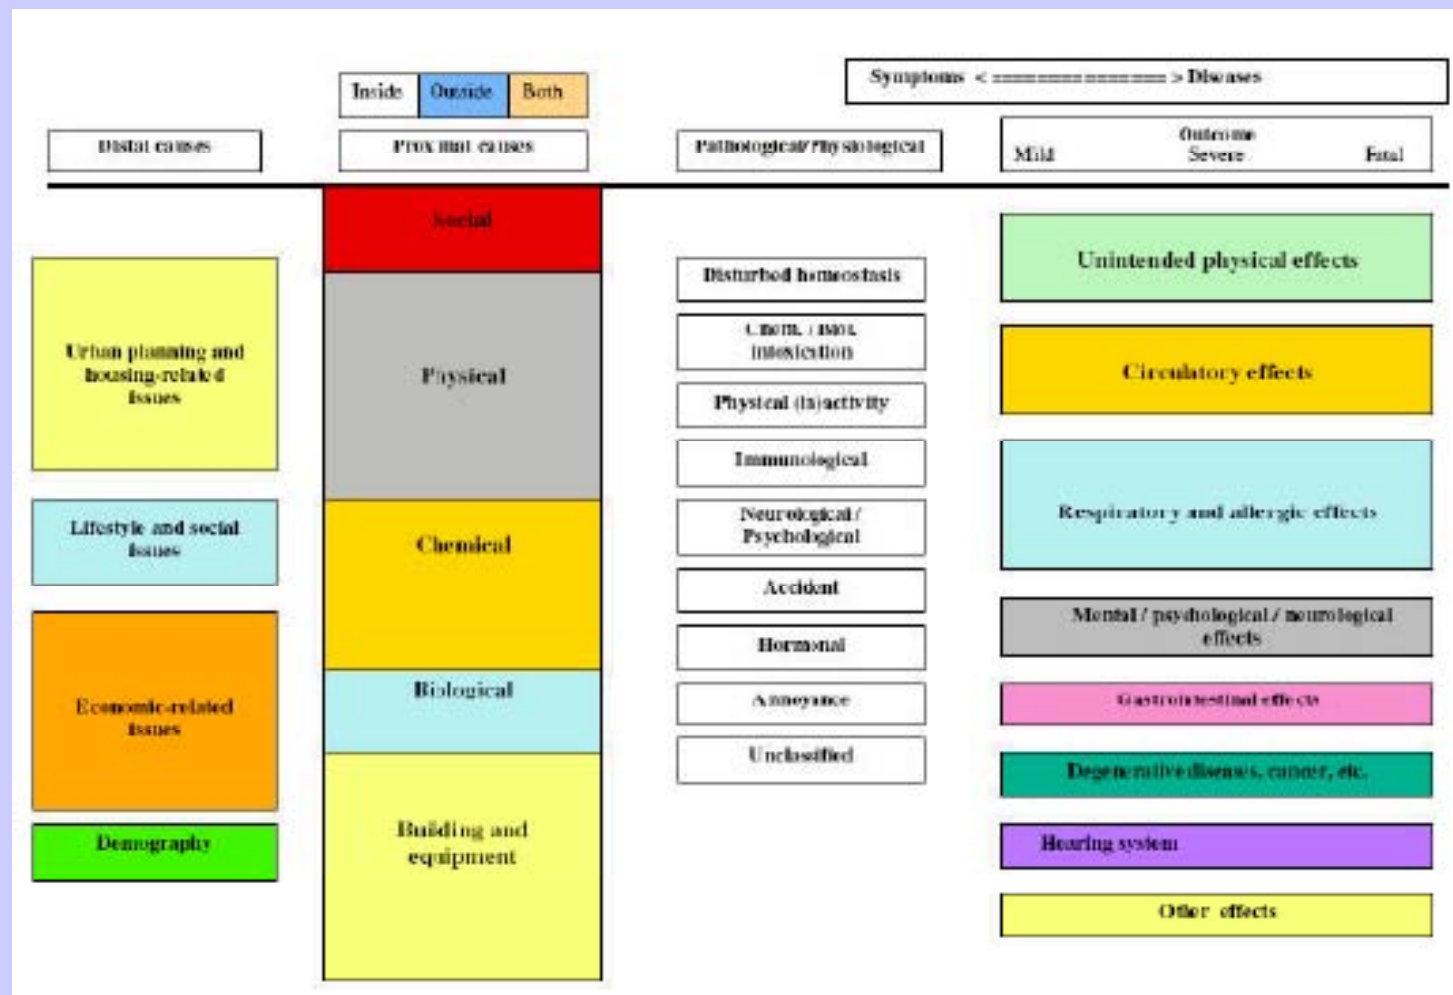 Symptoms < =============== > Diseases
Inside Outside Both
Distal causes
Proximal causes
Pathological/Physiological
Outcome
Mild Severe Fatal
Social
Physical
Chemical
Biological
Building and
equipment
Urban planning and
housing-related
issues
Lifestyle and social
issues
Economic-related
issues
Demography
Disturbed homeostasis
Chem. / Biol.
intoxication
Physical (in)activity
Immunological
Neurological /
Psychological
Accident
Hormonal
Annoyance
Unclassified
Unintended physical effects
Circulatory effects
Respiratory and allergic effects
Mental / psychological / neurological
effects
Gastrointestinal effects
Degenerative diseases, cancer, etc.
Hearing system
Other effects